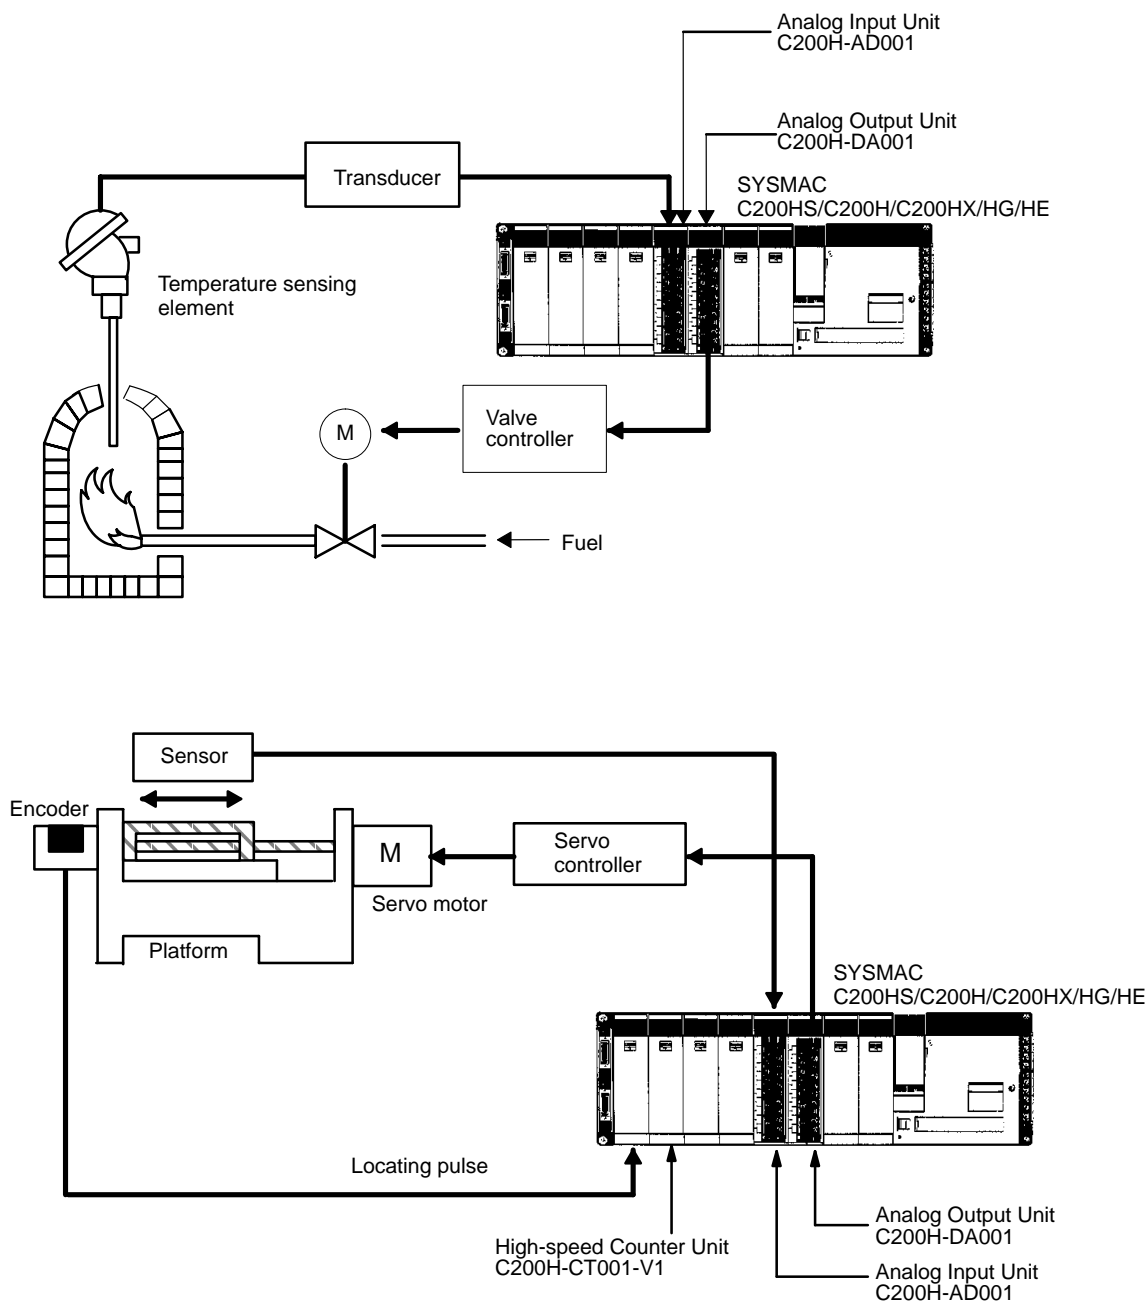 Analog Input Unit
C200H-AD001
Analog Output Unit
C200H-DA001
Transducer
SYSMAC
C200HS/C200H/C200HX/HG/HE
Temperature sensing
element
Valve
controller
M
Fuel
Sensor
Encoder
M
Servo
controller
Servo motor
Platform
SYSMAC
C200HS/C200H/C200HX/HG/HE
Locating pulse
High-speed Counter Unit
C200H-CT001-V1
Analog Output Unit
C200H-DA001
Analog Input Unit
C200H-AD001